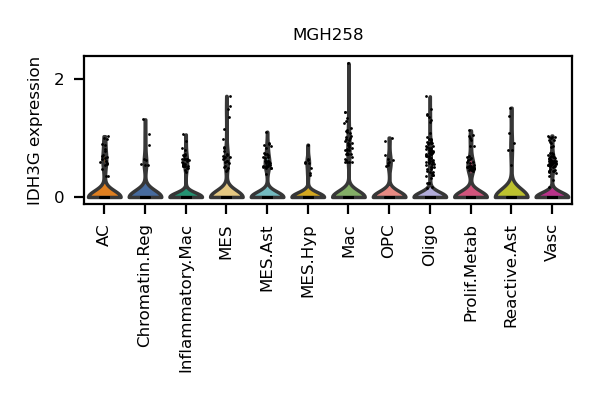 MGH258
IDH3G expression
2
0
AC
Chromatin.Reg
Inflammatory.Mac
MES
MES.Ast
MES.Hyp
Mac
OPC
Oligo
Prolif.Metab
Reactive.Ast
Vasc